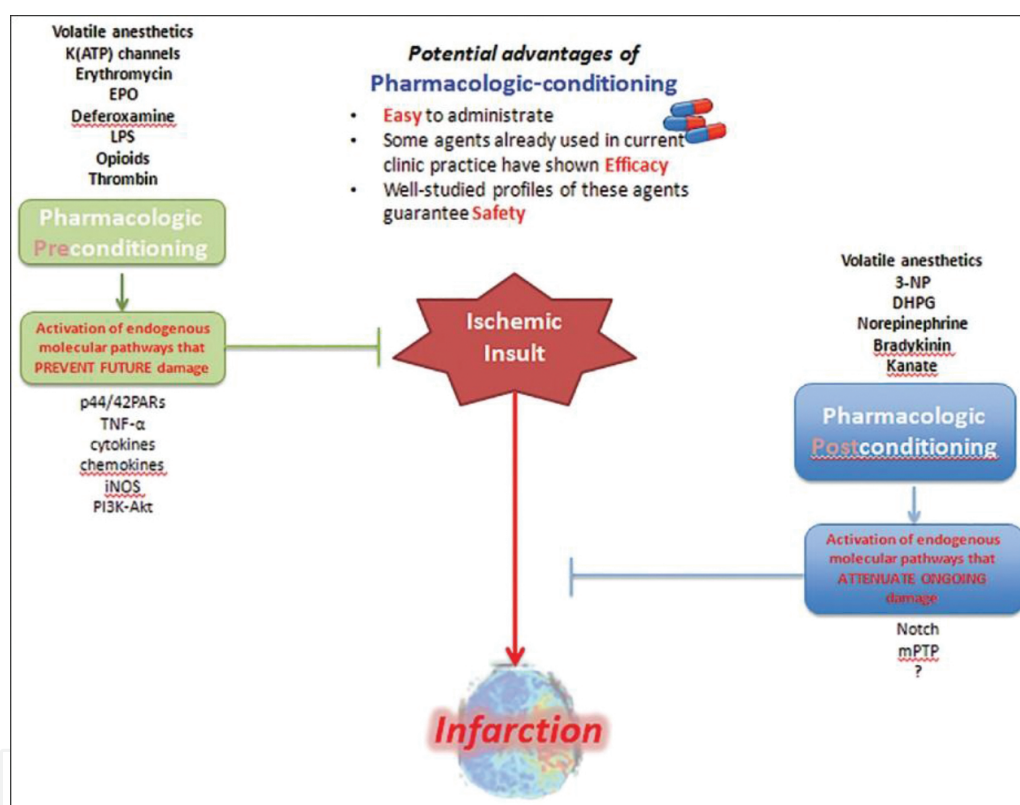 Volatile anesthetics
K(ATP) channels
Erythromycin
EPO
Deferoxamine
LPS
Opioids
Thrombin
Pharmacologic
Preconditioning
Activation of endogenous
molecular pathways that
PREVENT FUTURE damage
p44/42PARs
TNF-α
cytokines
chemokines
iNOS
PI3K-Akt
Potential advantages of
Pharmacologic-conditioning
• Easy to administrate
• Some agents already used in current
clinic practice have shown Efficacy
• Well-studied profiles of these agents
guarantee Safety
Ischemic
Insult
Infarction
Volatile anesthetics
3-NP
DHPG
Norepinephrine
Bradykinin
Kanate
Pharmacologic
Postconditioning
Activation of endogenous
molecular pathways that
ATTENUATE ONGOING
damage
Notch
mPTP
?